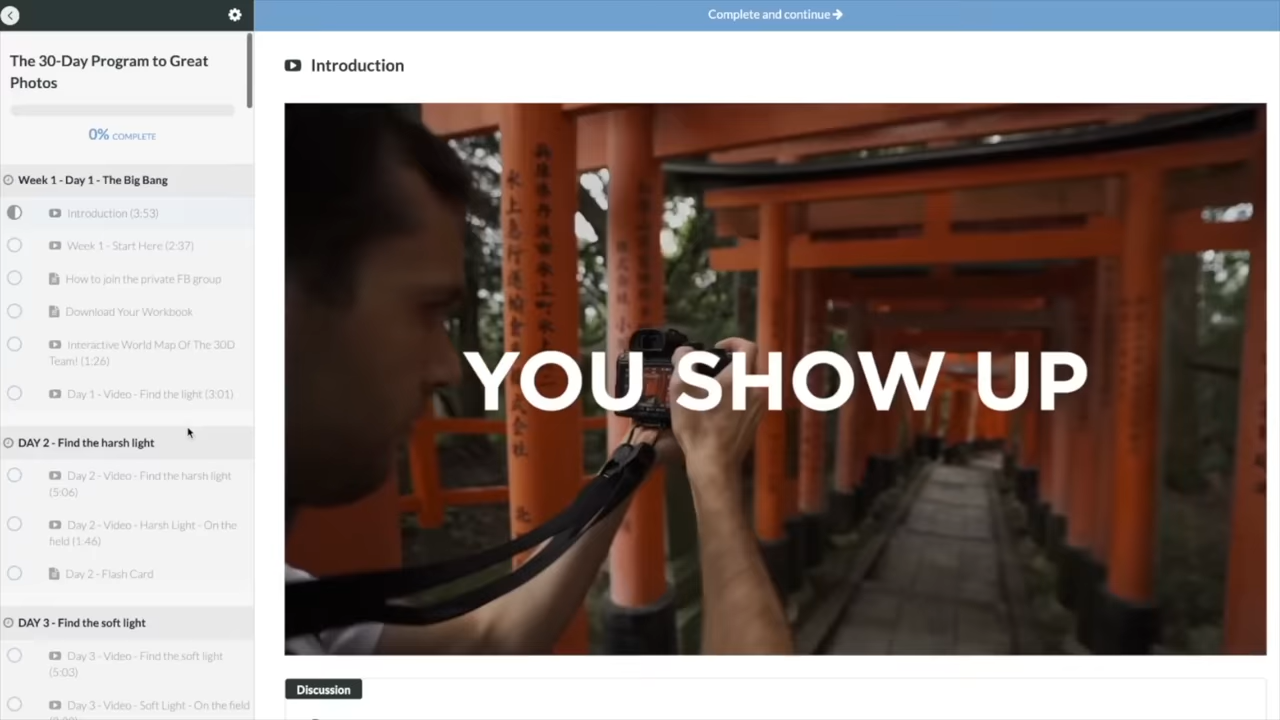 Complete and continue
The 30-Day Program to Great
Photos
0% COMPLETE
Week 1 - Day 1 - The Big Bang
Introduction (3:53)
Week 1 - Start Here (2:37)
How to join the private FB group
Download Your Workbook
Interactive World Map Of The 30D
Team! (1:26)
Day 1 - Video - Find the light (3:01)
DAY 2 - Find the harsh light
Day 2 - Video - Find the harsh light
(5:06)
Day 2 - Video - Harsh Light - On the
field (1:46)
Day 2 - Flash Card
DAY 3 - Find the soft light
Day 3 - Video - Find the soft light
(5:03)
Day 3 - Video - Soft Light - On the field
Introduction
YOU SHOW UP
Discussion